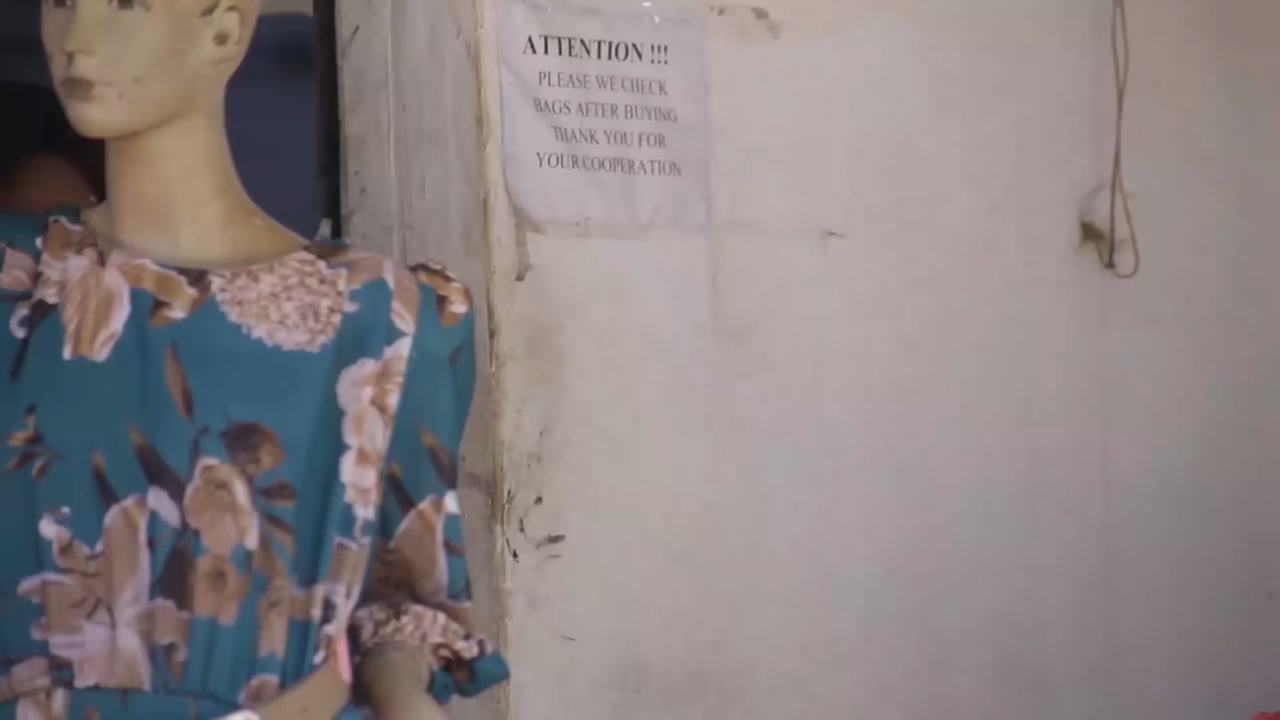 ATTENTION !!!
PLEASE WE CHECK
BAGS AFTER BUYING
THANK YOU FOR
YOUR COOPERATION